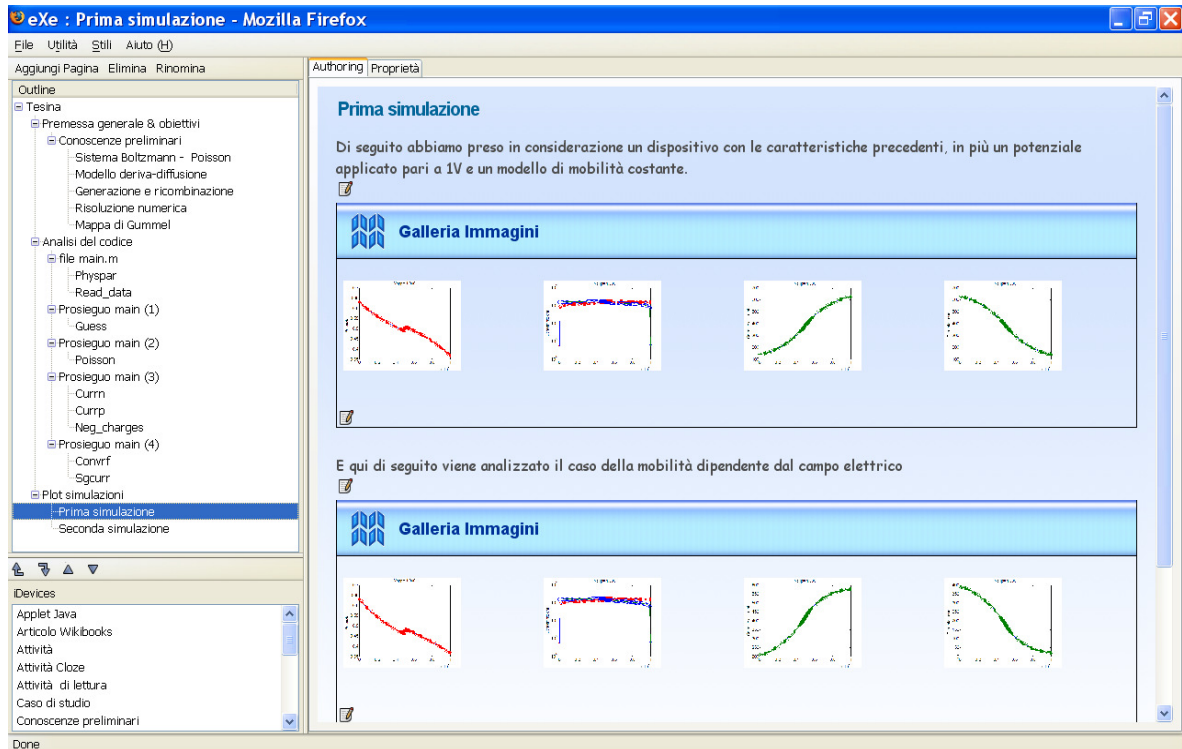 eXe : Prima simulazione - Mozilla Firefox
File Utilità Stili Aiuto (H)
Aggiungi Pagina Elimina Rinomina
Authoring Proprietà
Outline
Tesina
Premessa generale & obiettivi
Conoscenze preliminari
Sistema Boltzmann - Poisson
Modello deriva-diffusione
Generazione e ricombinazione
Risoluzione numerica
Mappa di Gummel
Analisi del codice
file main.m
Physpar
Read_data
Prosieguo main (1)
Guess
Prosieguo main (2)
Poisson
Prosieguo main (3)
Currn
Currp
Neg_charges
Prosieguo main (4)
Convrf
Sgcurr
Plot simulazioni
Prima simulazione
Seconda simulazione
iDevices
Applet Java
Articolo Wikibooks
Attività
Attività Cloze
Attività di lettura
Caso di studio
Conoscenze preliminari
Prima simulazione
Di seguito abbiamo preso in considerazione un dispositivo con le caratteristiche precedenti, in più un potenziale
applicato pari a 1V e un modello di mobilità costante.
Galleria Immagini
E qui di seguito viene analizzato il caso della mobilità dipendente dal campo elettrico
Galleria Immagini
Done